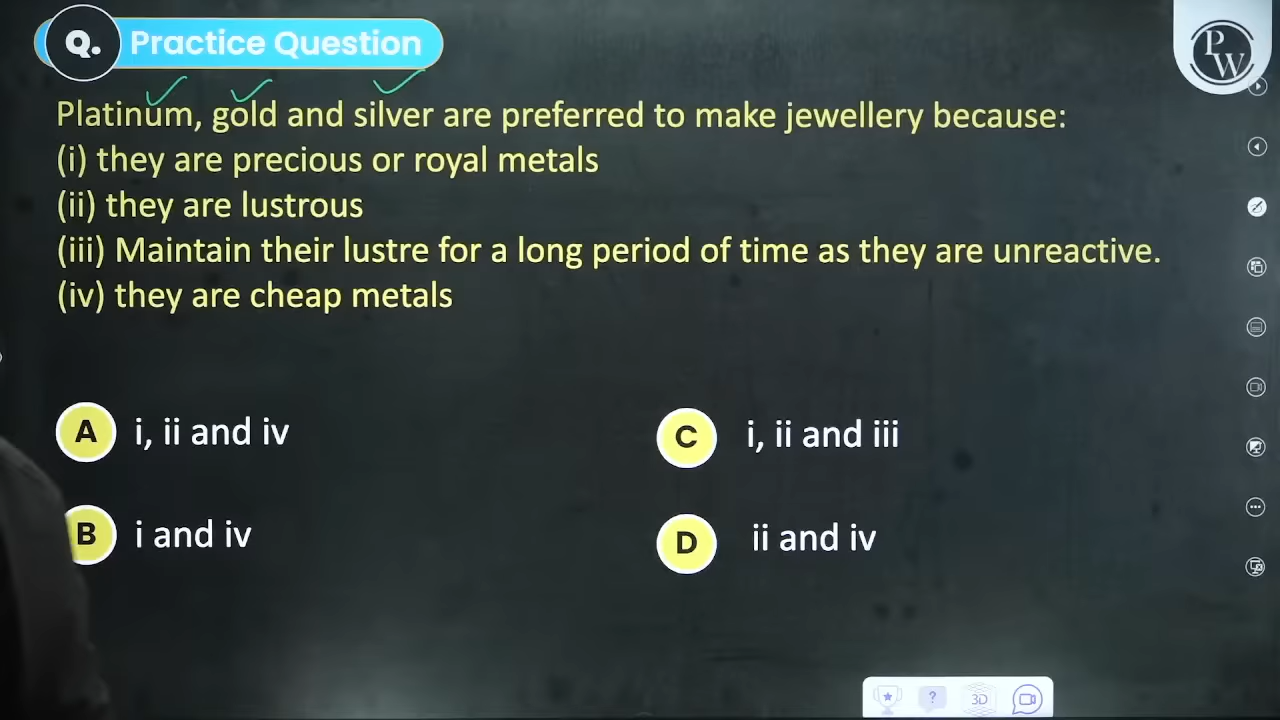 Q. Practice Question
PW
Platinum, gold and silver are preferred to make jewellery because:
(i) they are precious or royal metals
(ii) they are lustrous
(iii) Maintain their lustre for a long period of time as they are unreactive.
(iv) they are cheap metals
A i, ii and iv
C i, ii and iii
B i and iv
D ii and iv
? 3D